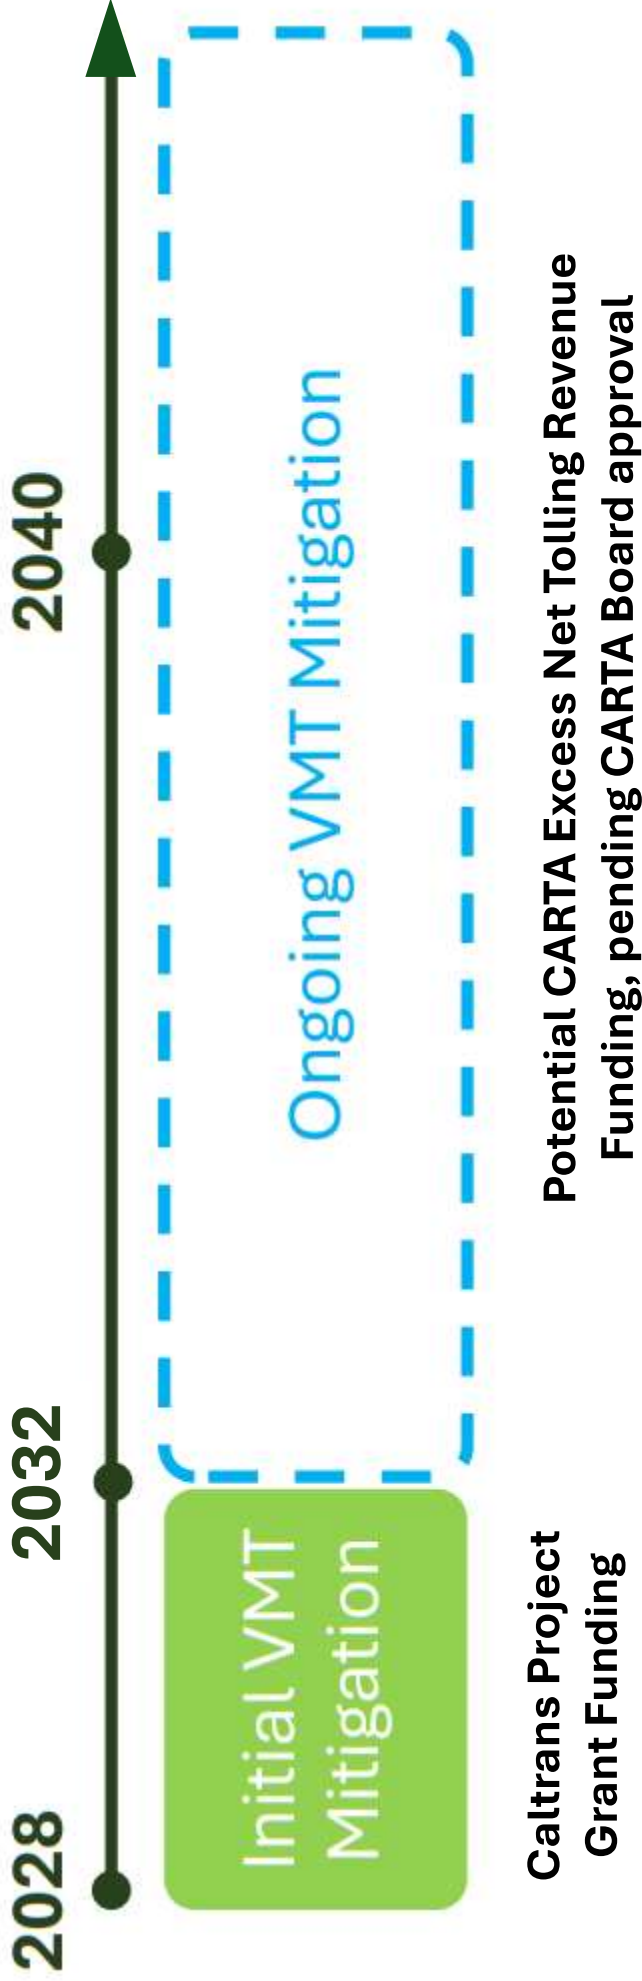 2028
2032
2040
Initial VMT
Mitigation
Ongoing VMT Mitigation
Caltrans Project
Grant Funding
Potential CARTA Excess Net Tolling Revenue
Funding, pending CARTA Board approval